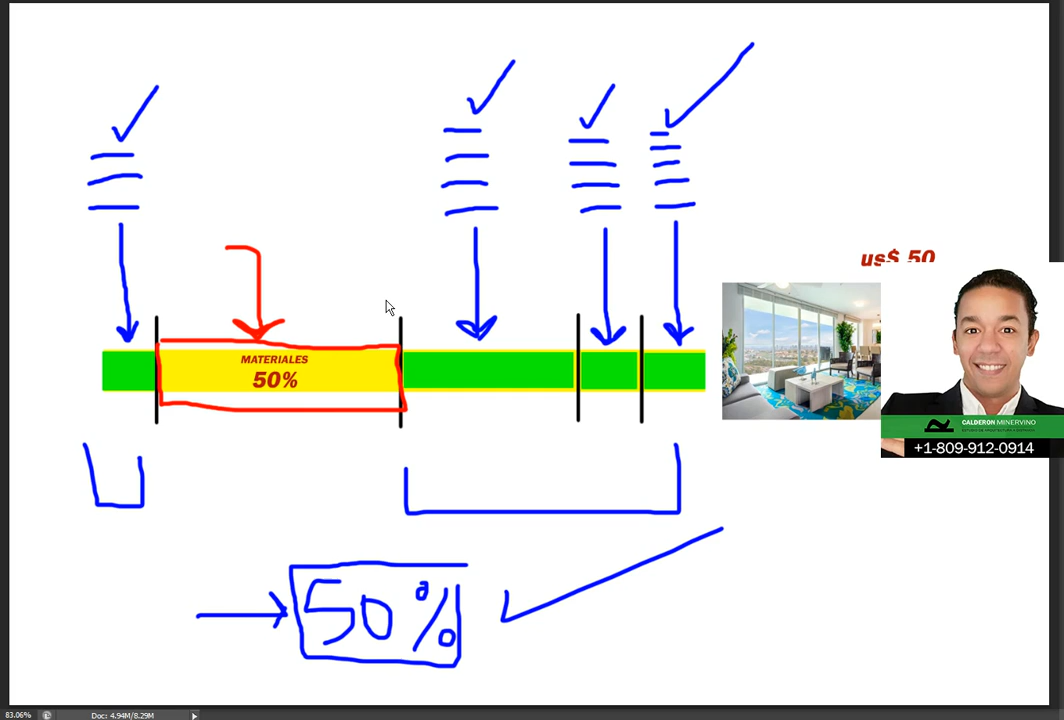 us$ 50
MATERIALES
50%
CALDERON MINERVINO
+1-809-912-0914
50%
83.06%
Doc: 4.94M/8.29M